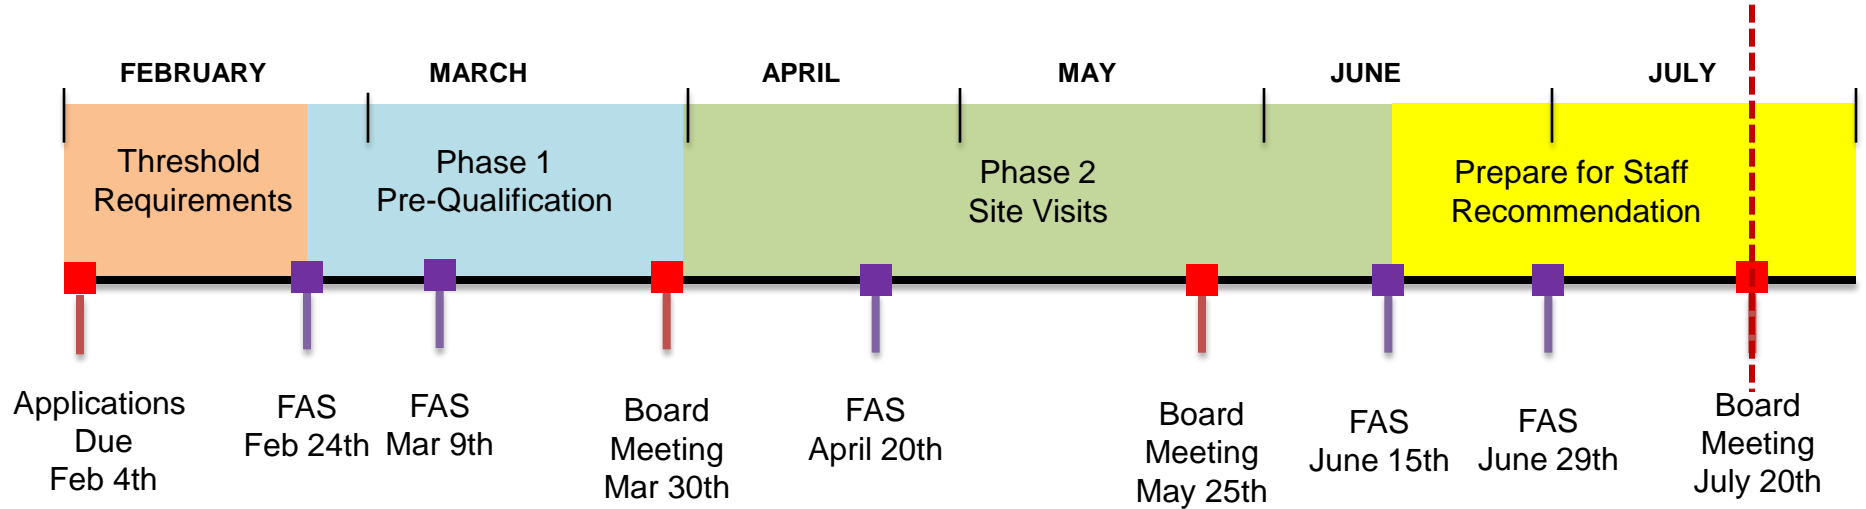 FEBRUARY
MARCH
APRIL
MAY
JUNE
JULY
Threshold
Requirements
Phase 1
Pre-Qualification
Phase 2
Site Visits
Prepare for Staff
Recommendation
Applications
Due
Feb 4th
FAS
Feb 24th
FAS
Mar 9th
Board
Meeting
Mar 30th
FAS
April 20th
Board
Meeting
May 25th
FAS
June 15th
FAS
June 29th
Board
Meeting
July 20th